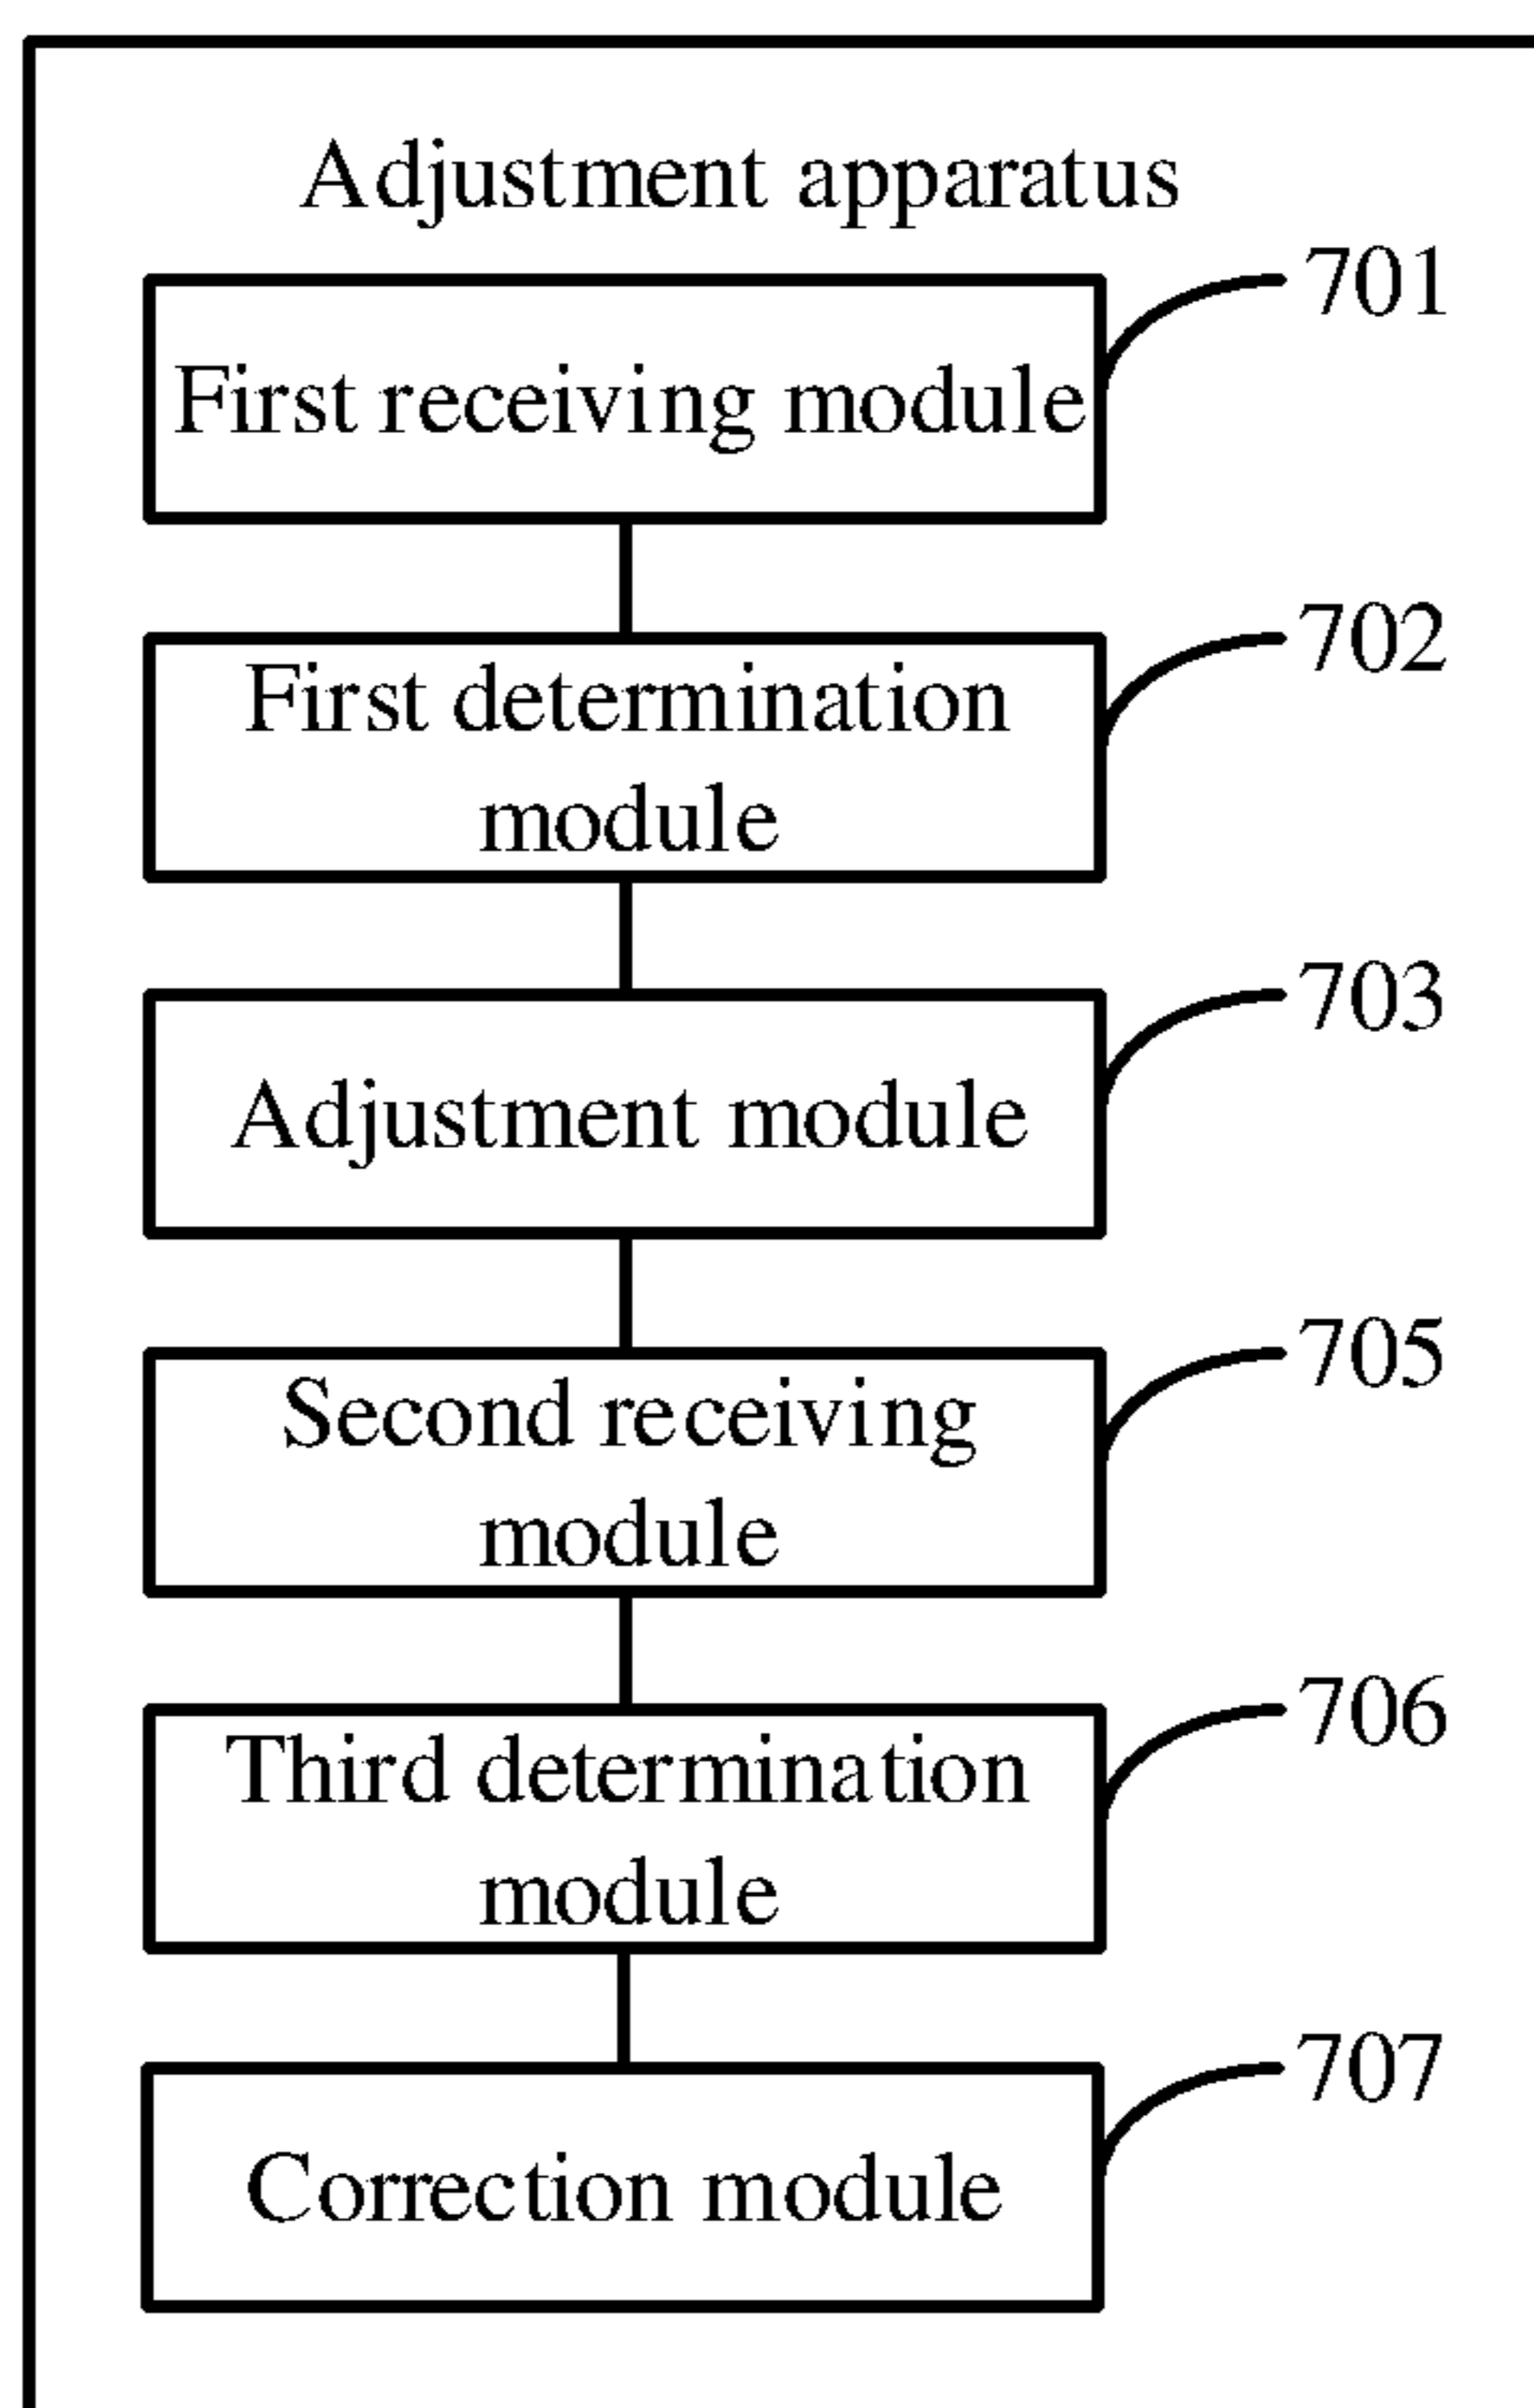 Adjustment apparatus
701
First receiving module
702
First determination
module
703
Adjustment module
705
Second receiving
module
706
Third determination
module
707
Correction module